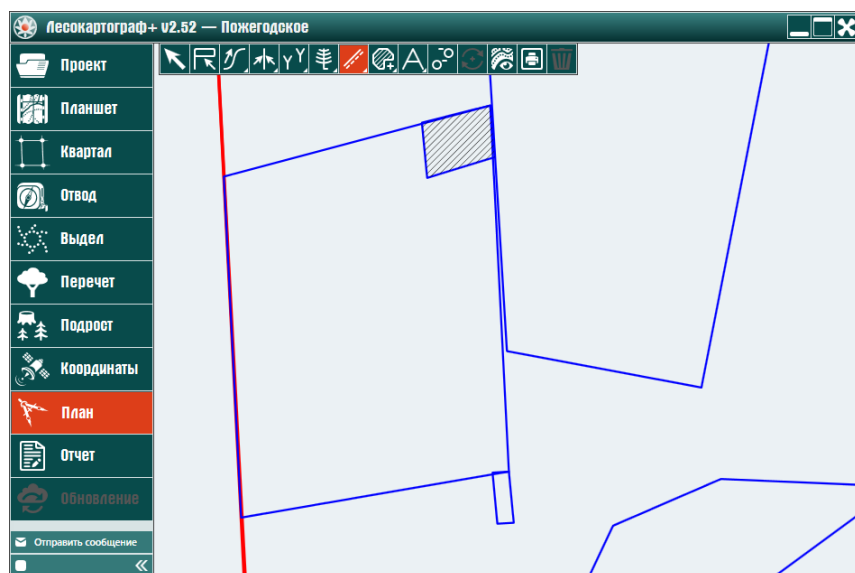 Лесокартограф+ v2.52 — Пожегодское
Проект
Планшет
Квартал
Отвод
Выдел
Перечет
Подрост
Координаты
План
Отчет
Обновление
Отправить сообщение